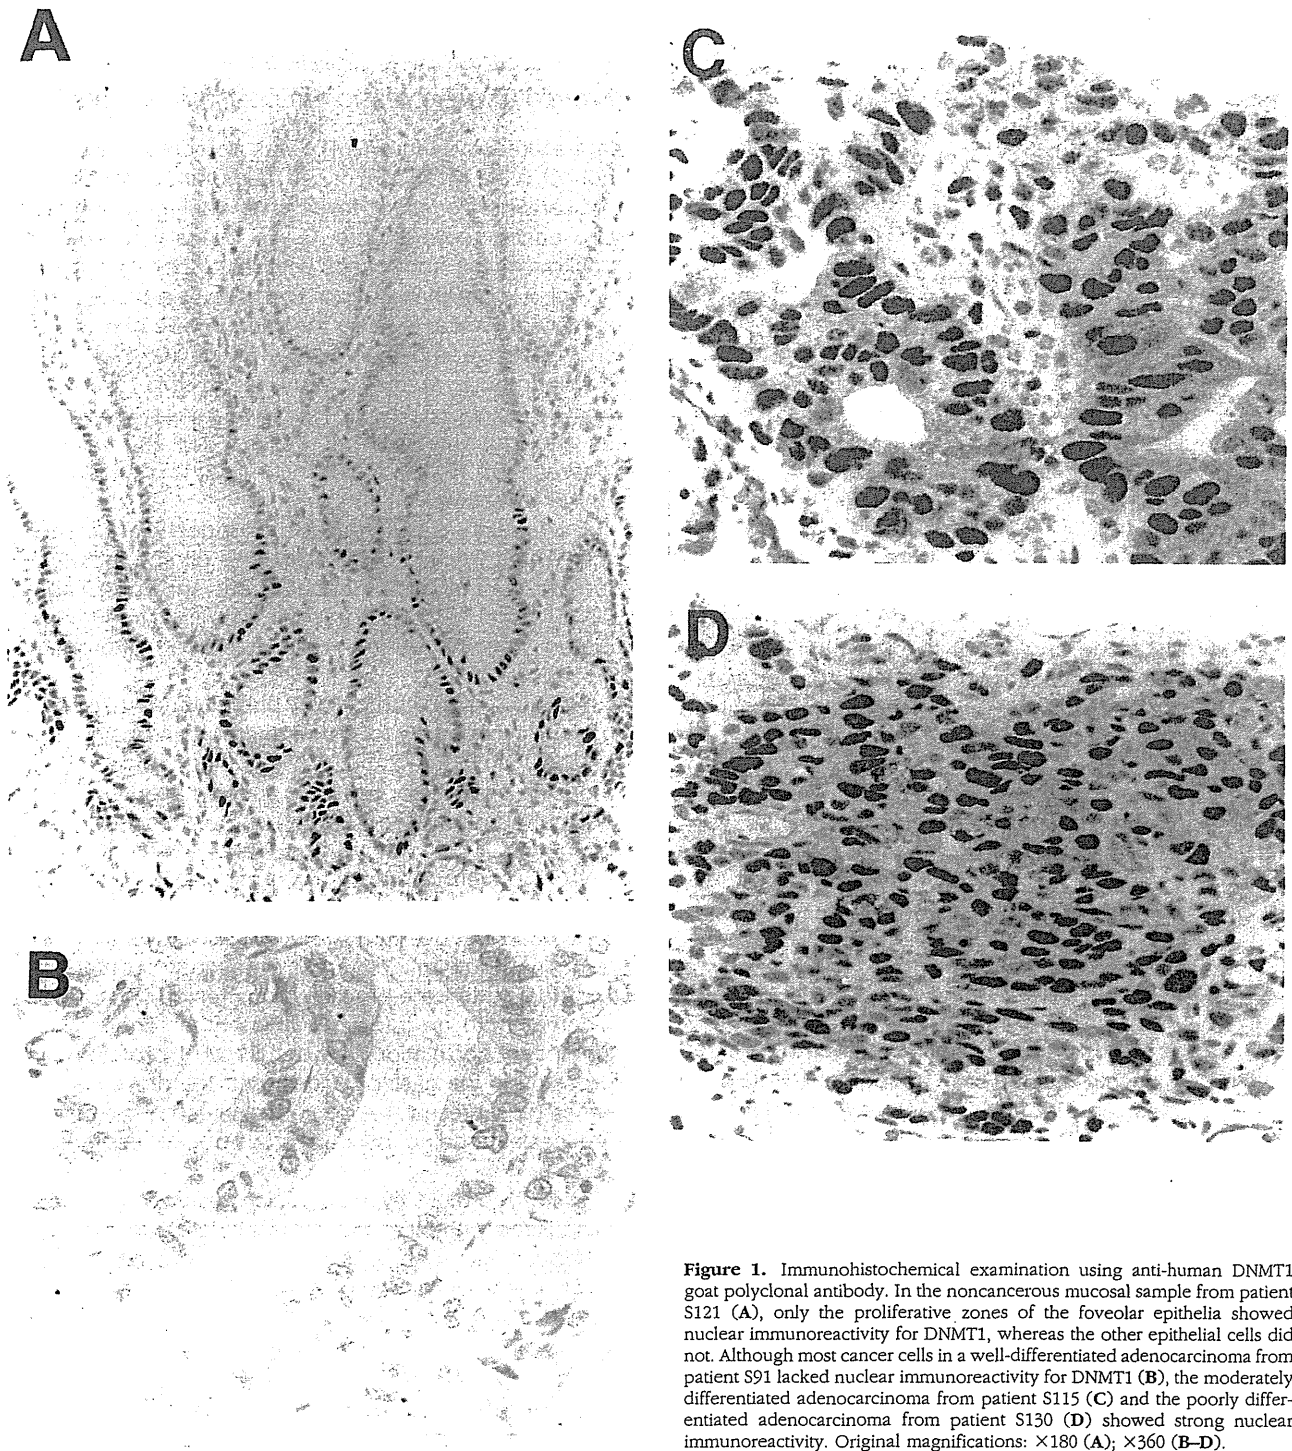 A
C
D
B
Figure 1. Immunohistochemical examination using anti-human DNMT1
goat polyclonal antibody. In the noncancerous mucosal sample from patient
S121 (A), only the proliferative zones of the foveolar epithelia showed
nuclear immunoreactivity for DNMT1, whereas the other epithelial cells did
not. Although most cancer cells in a well-differentiated adenocarcinoma from
patient S91 lacked nuclear immunoreactivity for DNMT1 (B), the moderately
differentiated adenocarcinoma from patient S115 (C) and the poorly differ-
entiated adenocarcinoma from patient S130 (D) showed strong nuclear
immunoreactivity. Original magnifications: ×180 (A); ×360 (B–D).